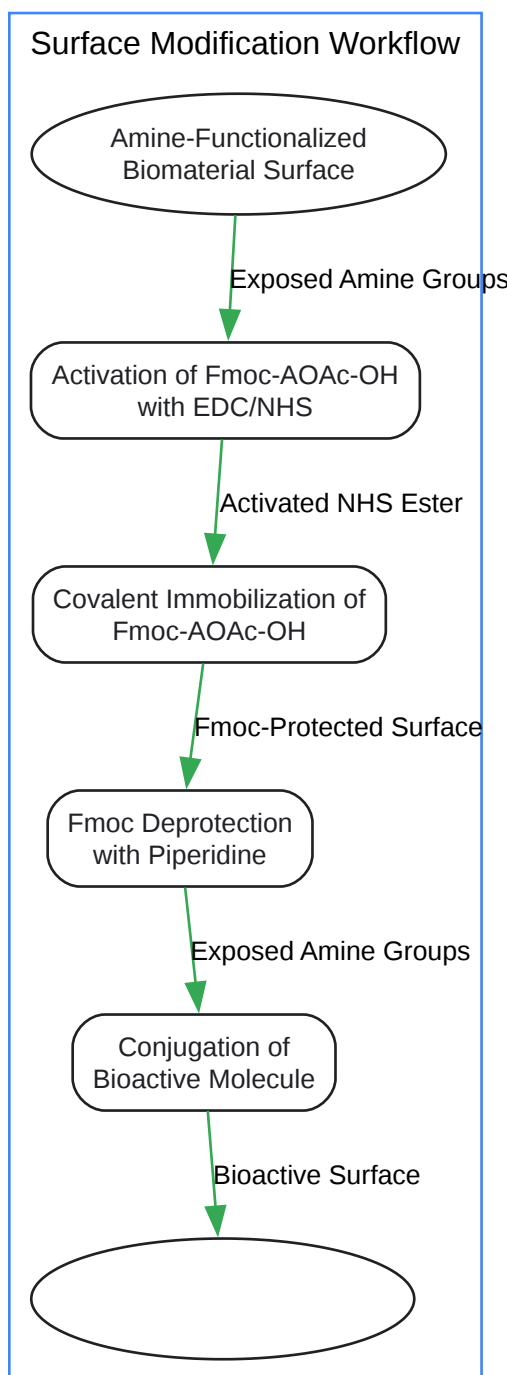 Surface Modification Workflow
Amine-Functionalized
Biomaterial Surface
Exposed Amine Groups
Activation of Fmoc-AOAc-OH
with EDC/NHS
Activated NHS Ester
Covalent Immobilization of
Fmoc-AOAc-OH
Fmoc-Protected Surface
Fmoc Deprotection
with Piperidine
Exposed Amine Groups
Conjugation of
Bioactive Molecule
Bioactive Surface